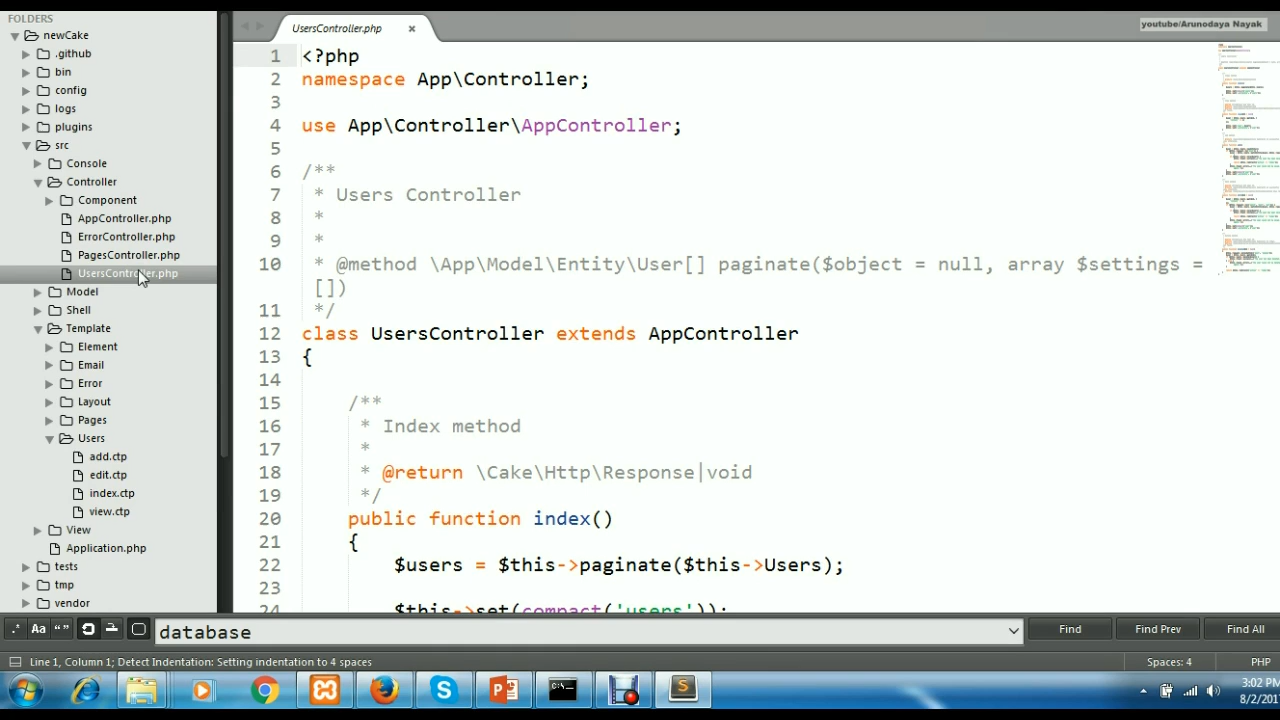 FOLDERS
newCake
.github
bin
config
logs
plugins
src
Console
Controller
Component
AppController.php
ErrorController.php
PagesController.php
UsersController.php
Model
Shell
Template
Element
Email
Error
Layout
Pages
Users
add.ctp
edit.ctp
index.ctp
view.ctp
View
Application.php
tests
tmp
vendor
UsersController.php
youtube/Arunodaya Nayak
1 <?php
2 namespace App\Controller;
3
4 use App\Controller\AppController;
5
6 /**
7 * Users Controller
8 *
9 *
10 * @method \App\Model\Entity\User[] paginate($object = null, array $settings =
[])
11 */
12 class UsersController extends AppController
13 {
14
15 /**
16 * Index method
17 *
18 * @return \Cake\Http\Response|void
19 */
20 public function index()
21 {
22 $users = $this->paginate($this->Users);
23
24 $this->set(compact('users'));
.* Aa “ ” database Find Find Prev Find All
Line 1, Column 1; Detect Indentation: Setting indentation to 4 spaces Spaces: 4 PHP
3:02 PM
8/2/201